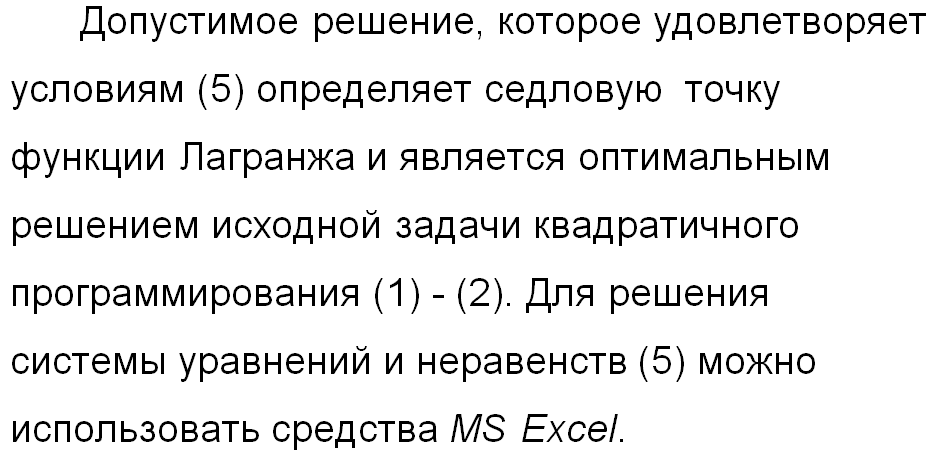 Допустимое решение, которое удовлетворяет
условиям (5) определяет седловую точку
функции Лагранжа и является оптимальным
решением исходной задачи квадратичного
программирования (1) - (2). Для решения
системы уравнений и неравенств (5) можно
использовать средства MS Excel.